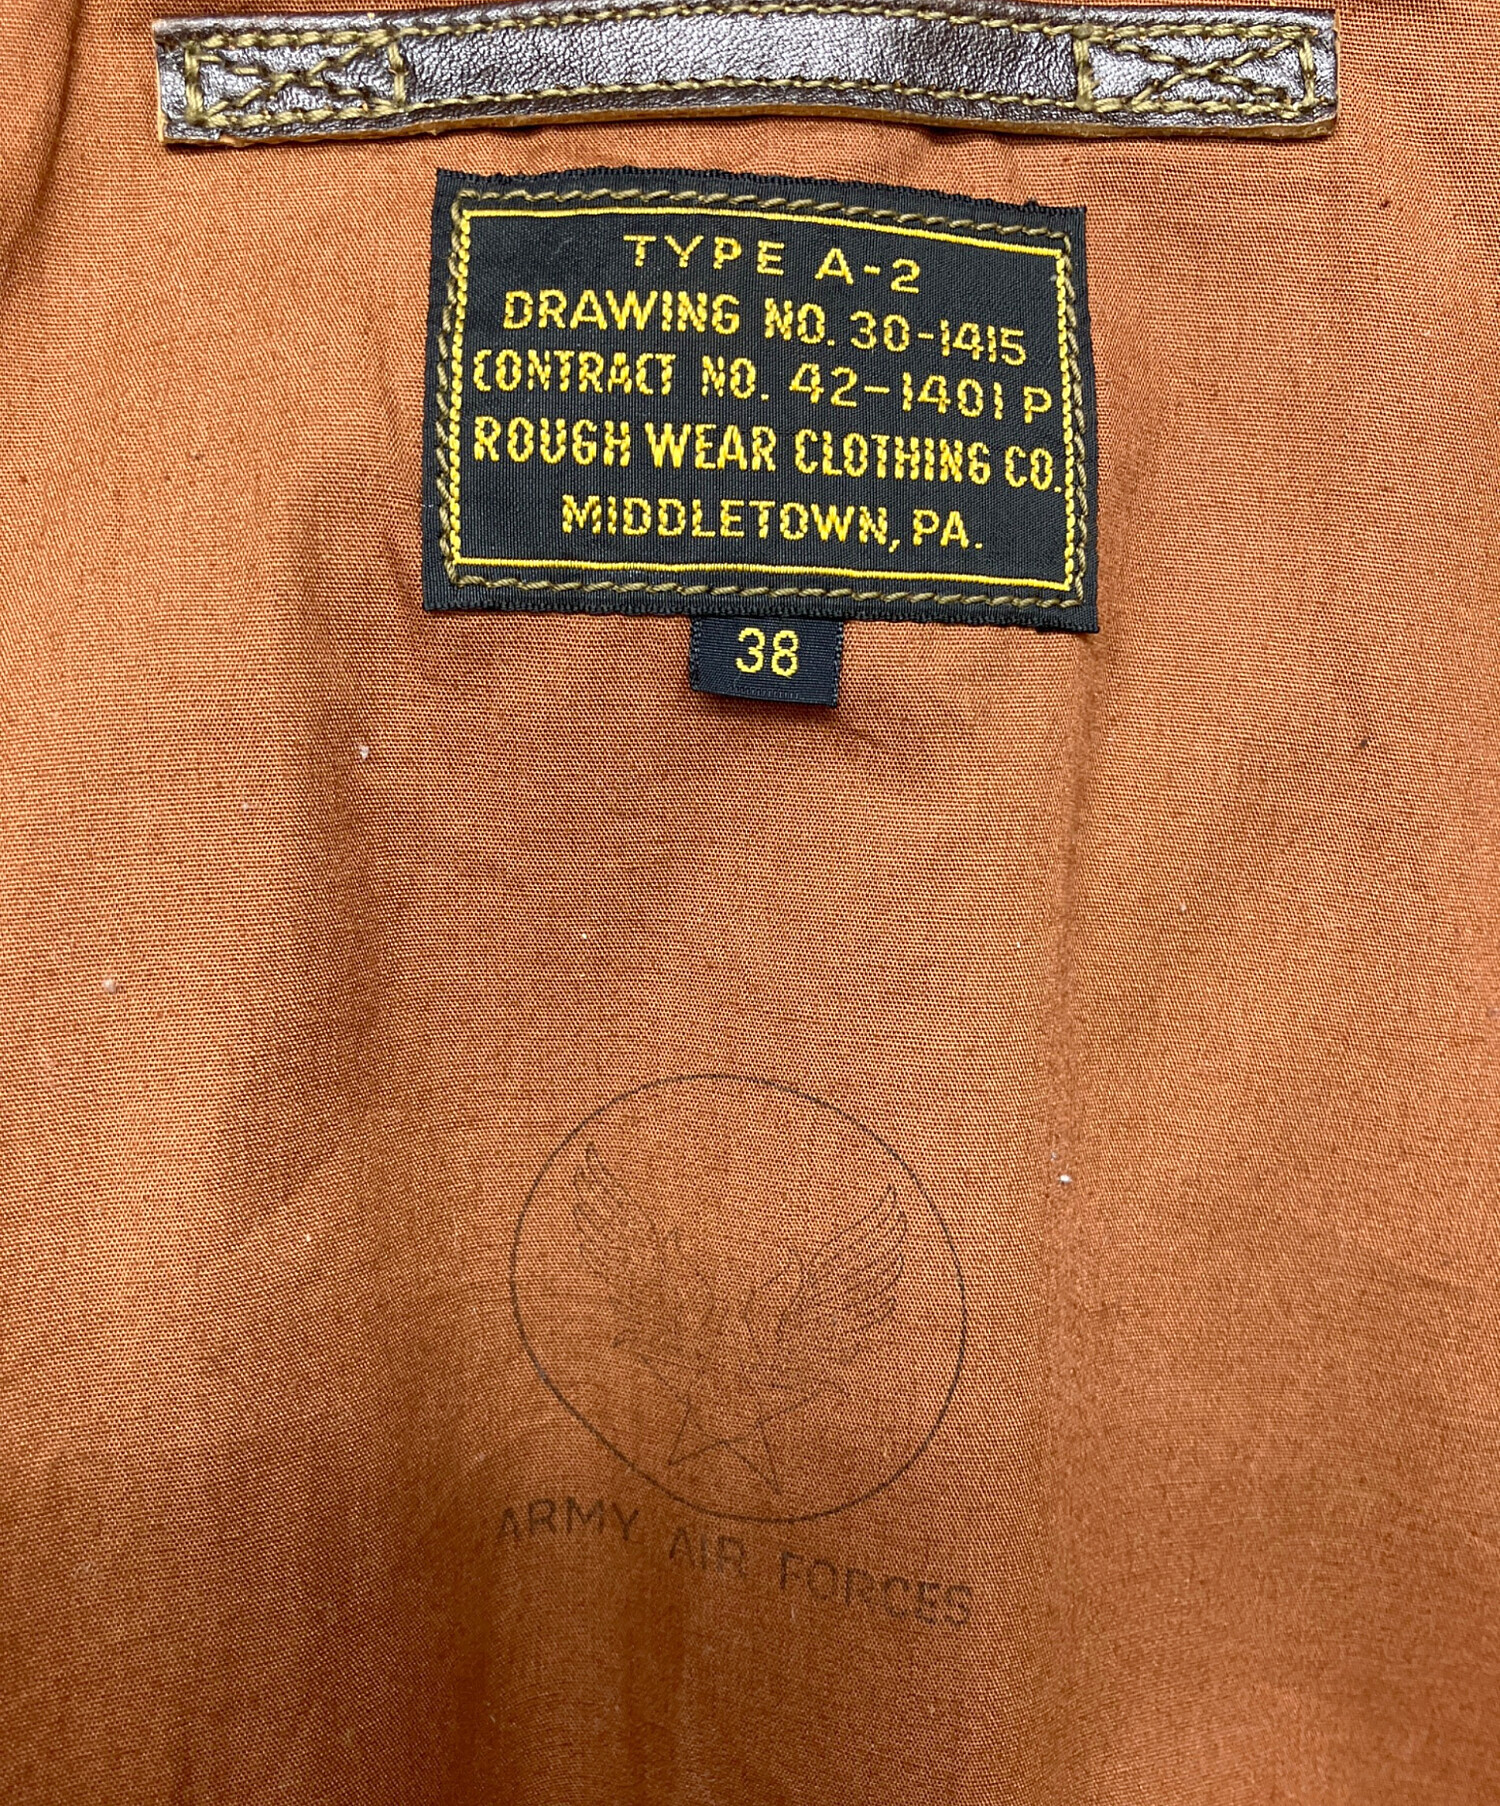 TYPE A-2
DRAWING NO. 30-1415
CONTRACT NO. 42-1401 P
ROUGH WEAR CLOTHING CO.
MIDDLETOWN, PA.
38
ARMY AIR FORCES